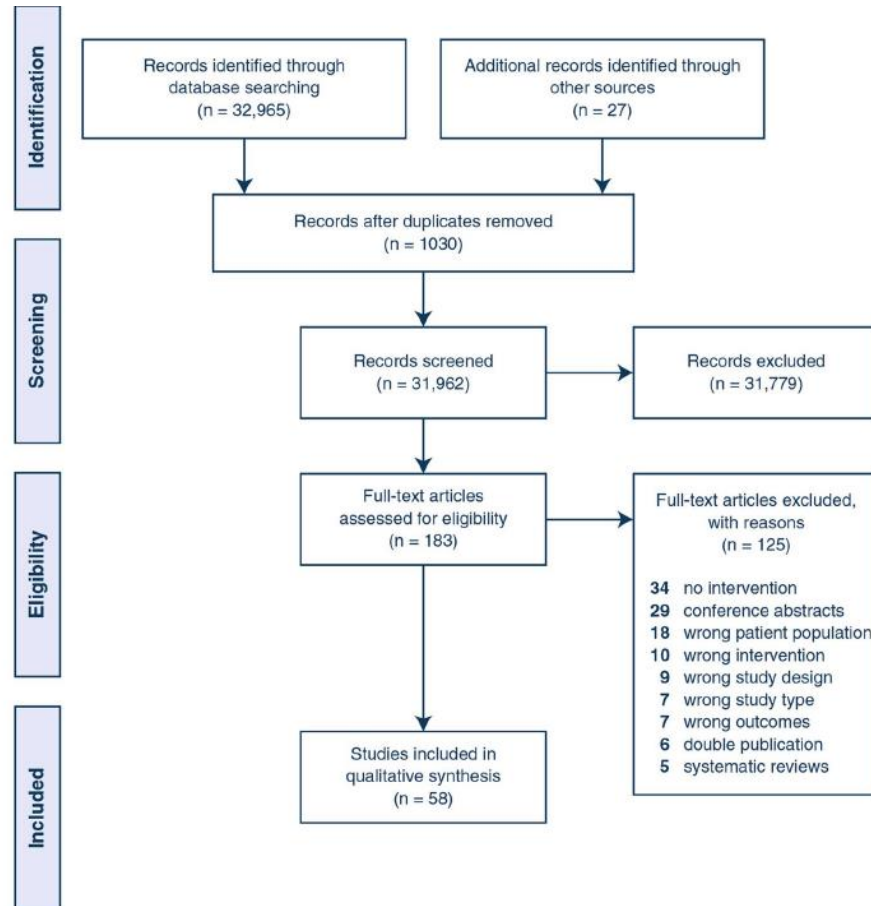 Identification
Records identified through
database searching
(n = 32,965)
Additional records identified through
other sources
(n = 27)
Records after duplicates removed
(n = 1030)
Screening
Records screened
(n = 31,962)
Records excluded
(n = 31,779)
Eligibility
Full-text articles
assessed for eligibility
(n = 183)
Full-text articles excluded,
with reasons
(n = 125)
34 no intervention
29 conference abstracts
18 wrong patient population
10 wrong intervention
9 wrong study design
7 wrong study type
7 wrong outcomes
6 double publication
5 systematic reviews
Included
Studies included in
qualitative synthesis
(n = 58)